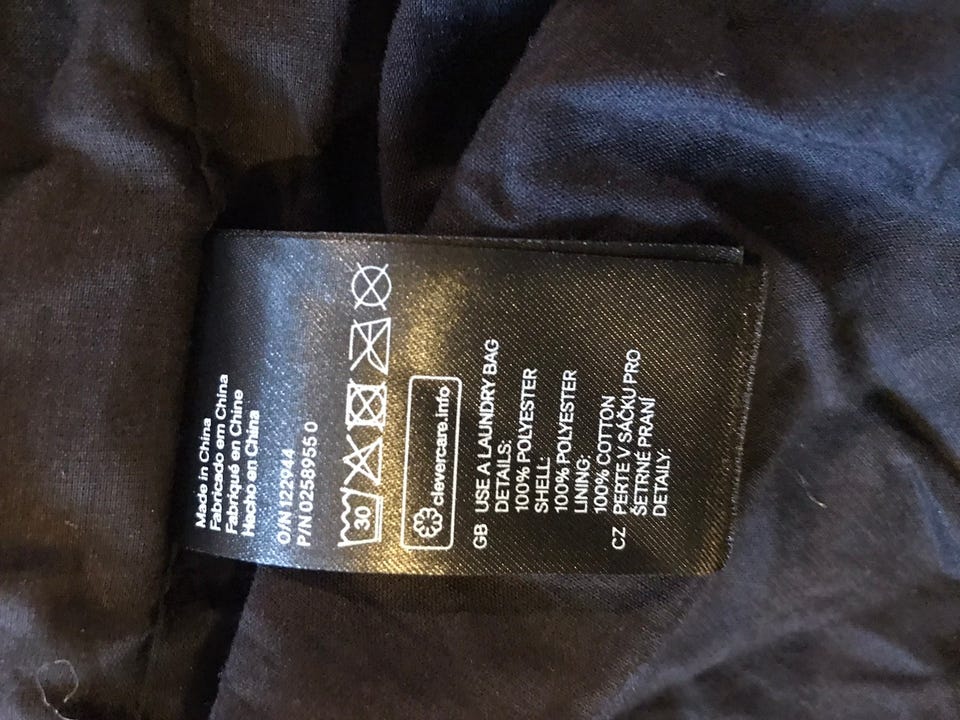 Made in China
Fabricado em China
Fabriqué en Chine
Hecho en China
O/N 122944
P/N 0258955 0
30
clevercare.info
GB USE A LAUNDRY BAG
DETAILS:
100% POLYESTER
SHELL:
100% POLYESTER
LINING:
100% COTTON
CZ PERTE V SÁČKU PRO
ŠETRNÉ PRANÍ
DETAILY: